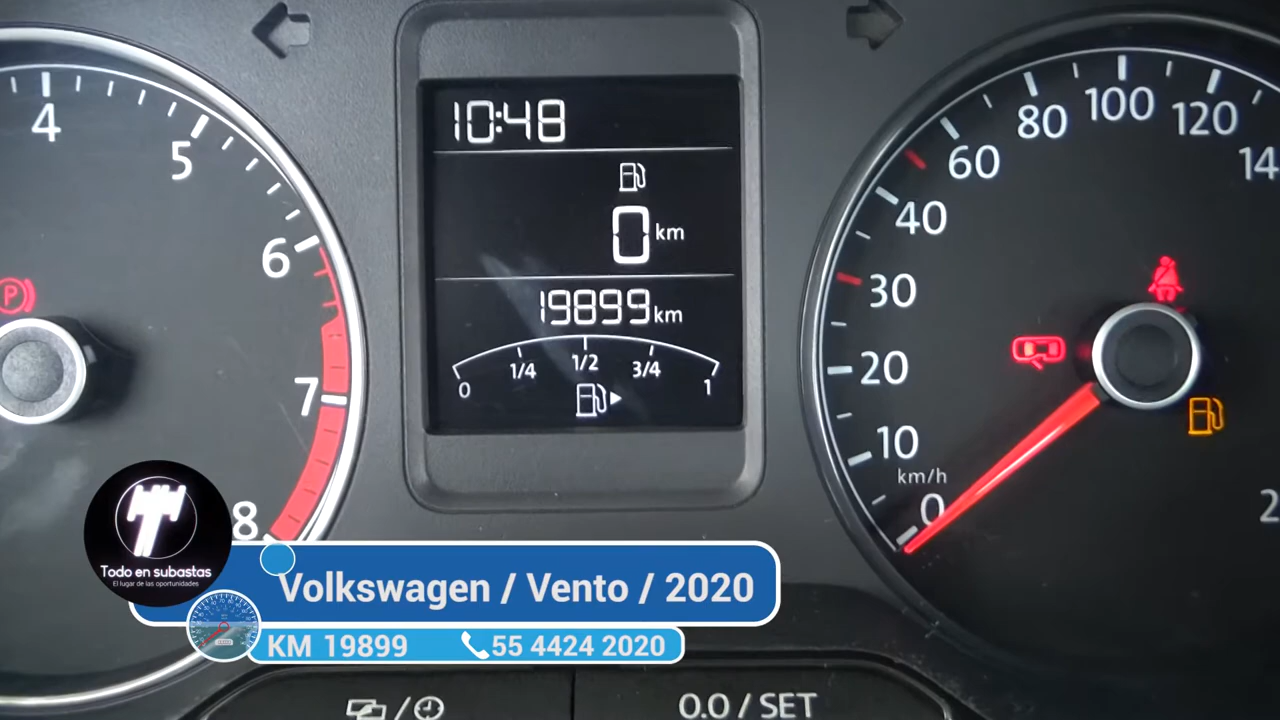 4
5
6
7
8
P
10:48
0 km
19899 km
0 1/4 1/2 3/4 1
0
10
20
30
40
60
80
100
120
14
2
km/h
Todo en subastas
El lugar de las oportunidades
Volkswagen / Vento / 2020
KM 19899 55 4424 2020
0.0 / SET